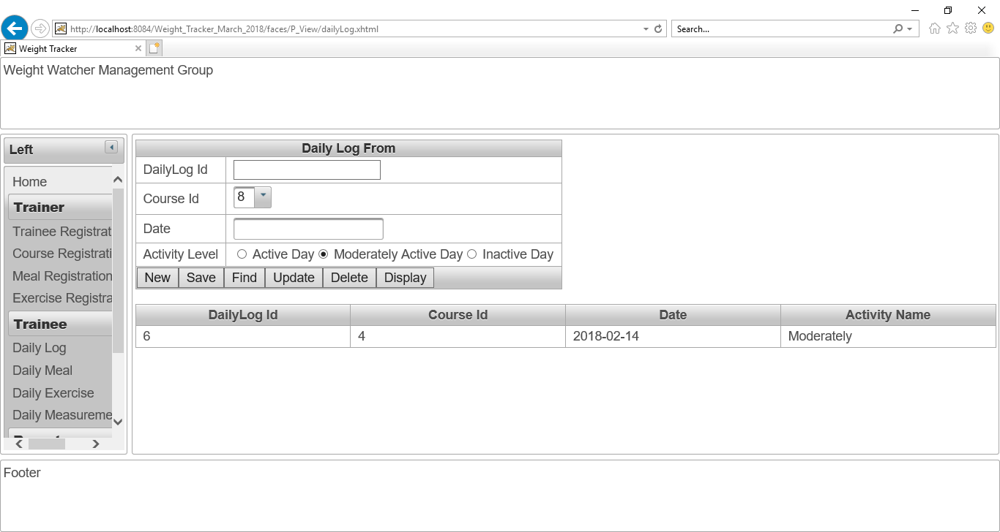 http://localhost:8084/Weight_Tracker_March_2018/faces/P_View/dailyLog.xhtml
Search...
Weight Tracker
Weight Watcher Management Group
Left
Home
Trainer
Trainee Registrat
Course Registrati
Meal Registration
Exercise Registra
Trainee
Daily Log
Daily Meal
Daily Exercise
Daily Measureme
Daily Log From
DailyLog Id
Course Id 8
Date
Activity Level Active Day Moderately Active Day Inactive Day
New Save Find Update Delete Display
DailyLog Id Course Id Date Activity Name
6 4 2018-02-14 Moderately
Footer